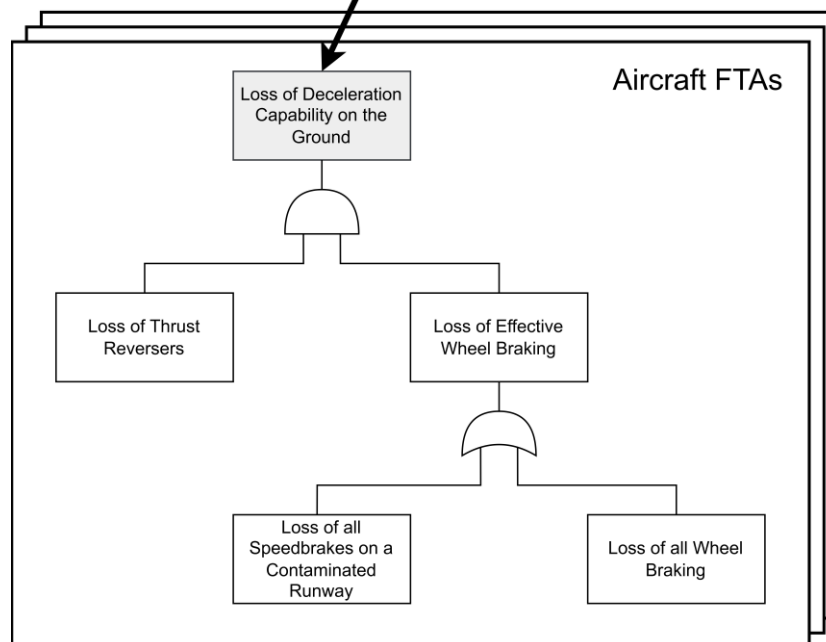 Aircraft FTAs
Loss of Deceleration
Capability on the
Ground
Loss of Thrust
Reversers
Loss of Effective
Wheel Braking
Loss of all
Speedbrakes on a
Contaminated
Runway
Loss of all Wheel
Braking